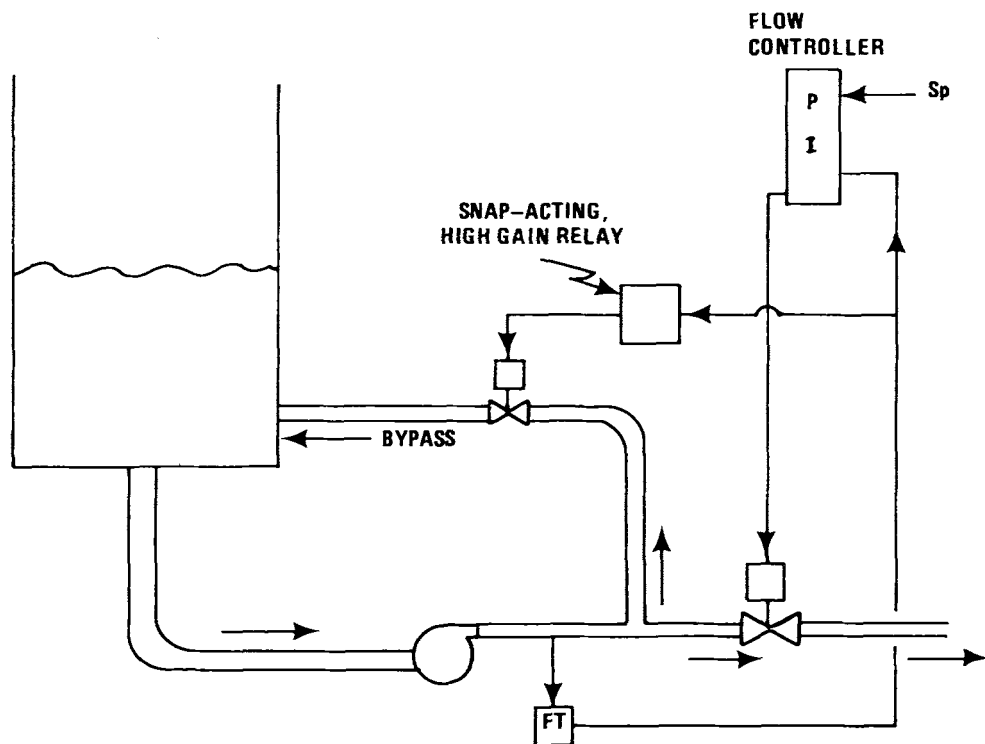 FLOW
CONTROLLER
P
I
Sp
SNAP-ACTING,
HIGH GAIN RELAY
BYPASS
FT